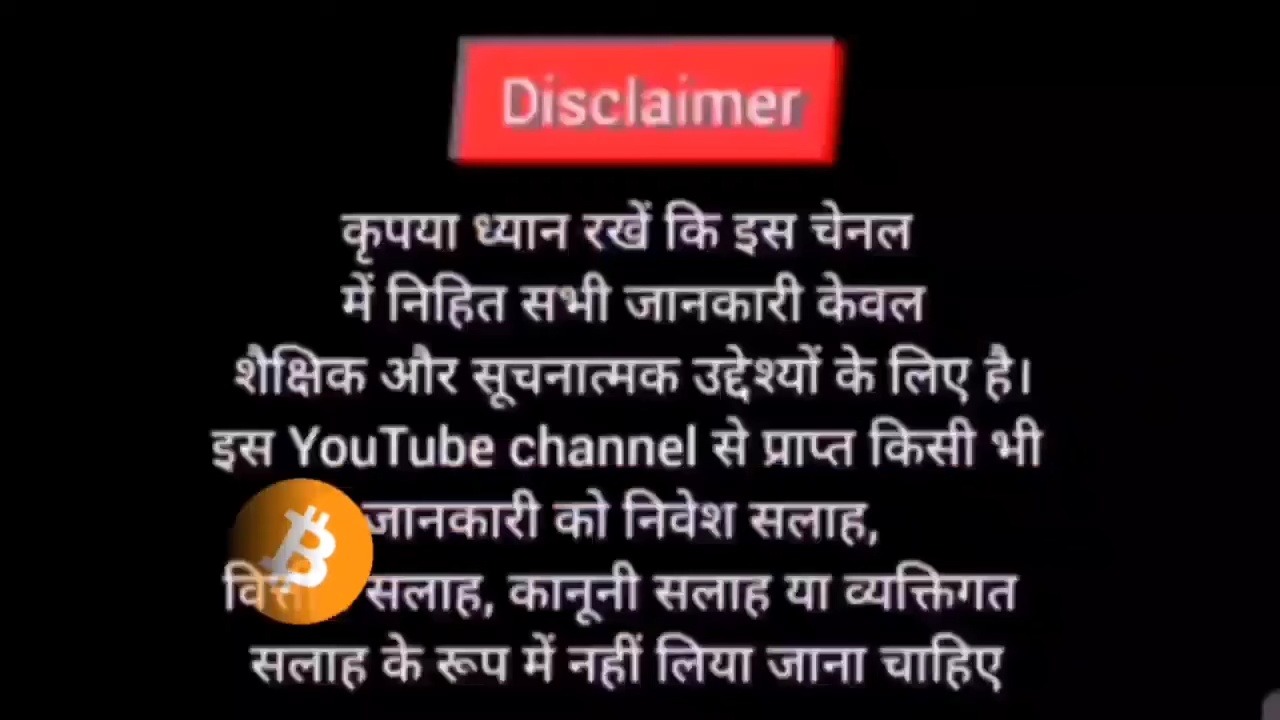 Disclaimer
कृपया ध्यान रखें कि इस चेनल
में निहित सभी जानकारी केवल
शैक्षिक और सूचनात्मक उद्देश्यों के लिए है।
इस YouTube channel से प्राप्त किसी भी
जानकारी को निवेश सलाह,
सलाह, कानूनी सलाह या व्यक्तिगत
सलाह के रूप में नहीं लिया जाना चाहिए